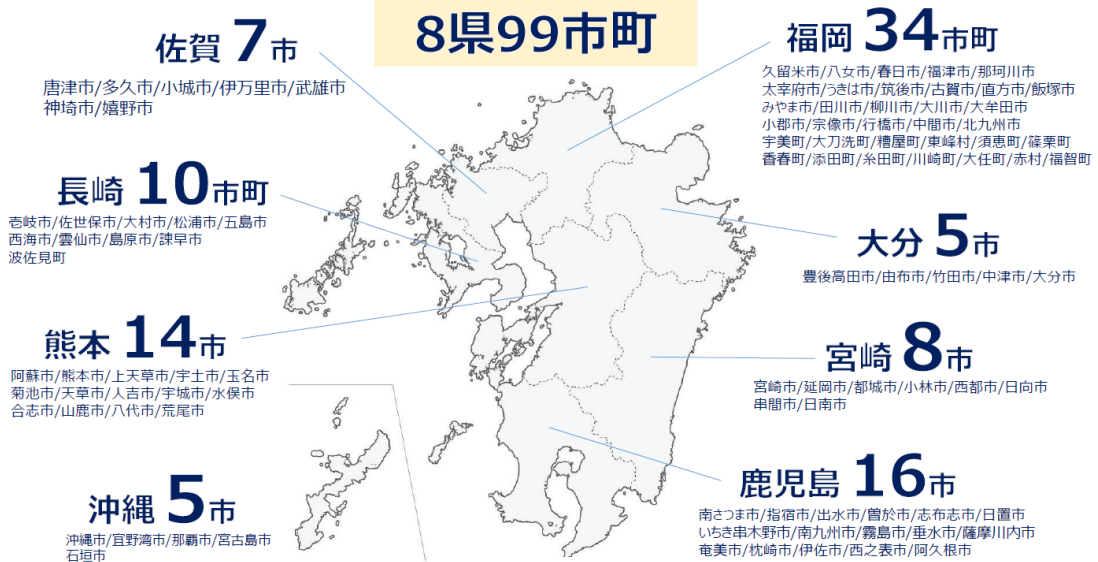 8県99市町
佐賀 7市
唐津市/多久市/小城市/伊万里市/武雄市
神埼市/嬉野市
福岡 34市町
久留米市/八女市/春日市/福津市/那珂川市
太宰府市/うきは市/筑後市/古賀市/直方市/飯塚市
みやま市/田川市/柳川市/大川市/大牟田市
小郡市/宗像市/行橋市/中間市/北九州市
宇美町/大刀洗町/糟屋町/東峰村/須恵町/篠栗町
香春町/添田町/糸田町/川崎町/大任町/赤村/福智町
長崎 10市町
壱岐市/佐世保市/大村市/松浦市/五島市
西海市/雲仙市/島原市/諫早市
波佐見町
大分 5市
豊後高田市/由布市/竹田市/中津市/大分市
熊本 14市
阿蘇市/熊本市/上天草市/宇土市/玉名市
菊池市/天草市/人吉市/宇城市/水俣市
合志市/山鹿市/八代市/荒尾市
宮崎 8市
宮崎市/延岡市/都城市/小林市/西都市/日向市
串間市/日南市
沖縄 5市
沖縄市/宜野湾市/那覇市/宮古島市
石垣市
鹿児島 16市
南さつま市/指宿市/出水市/曽於市/志布志市/日置市
いちき串木野市/南九州市/霧島市/垂水市/薩摩川内市
奄美市/枕崎市/伊佐市/西之表市/阿久根市